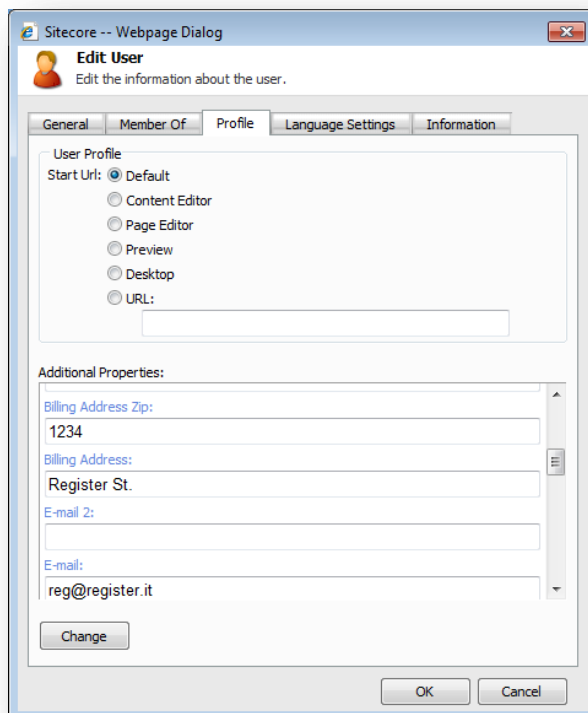 Sitecore -- Webpage Dialog
Edit User
Edit the information about the user.
General Member Of Profile Language Settings Information
User Profile
Start Url: Default
Content Editor
Page Editor
Preview
Desktop
URL:
Additional Properties:
Billing Address Zip:
1234
Billing Address:
Register St.
E-mail 2:
E-mail:
reg@register.it
Change
OK Cancel